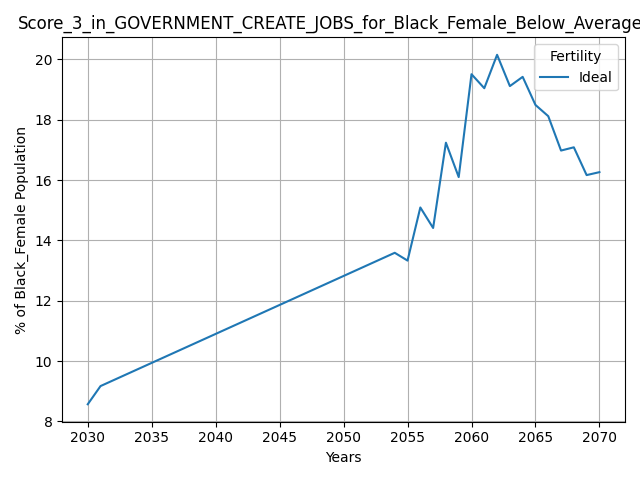 Score_3_in_GOVERNMENT_CREATE_JOBS_for_Black_Female_Below_Average
Fertility
Ideal
% of Black_Female Population
20
18
16
14
12
10
8
2030 2035 2040 2045 2050 2055 2060 2065 2070
Years